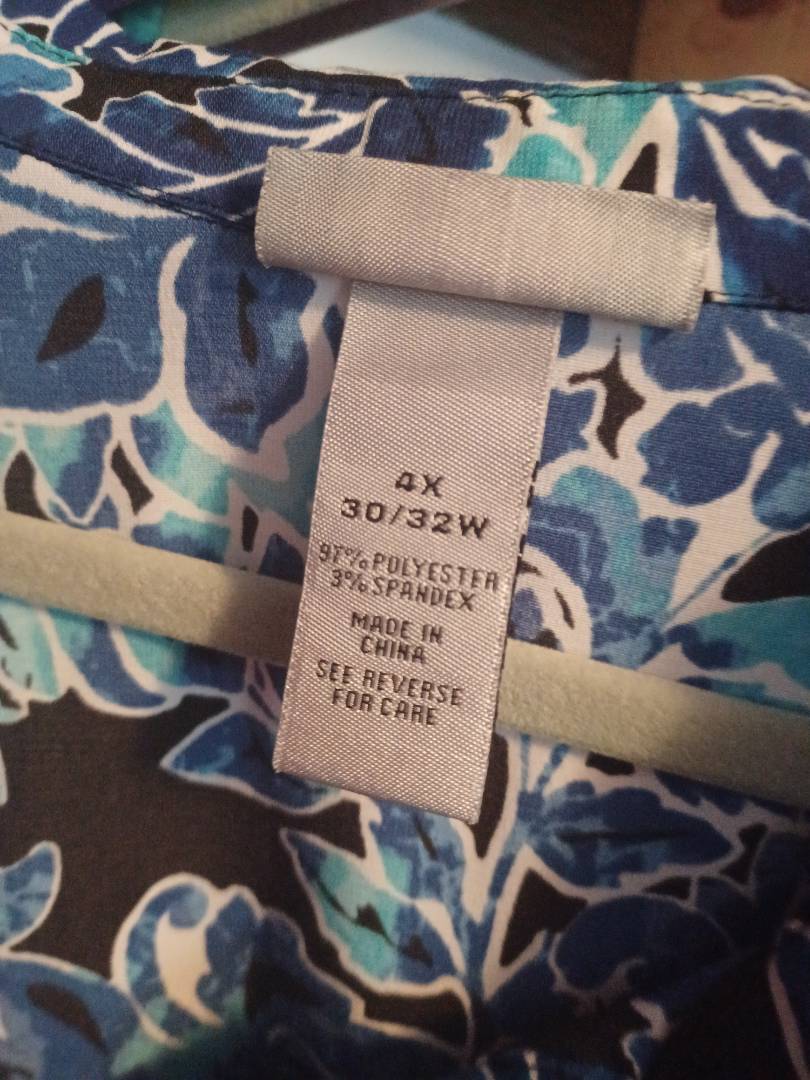 4X
30/32W
97% POLYESTER
3% SPANDEX
MADE IN
CHINA
SEE REVERSE
FOR CARE